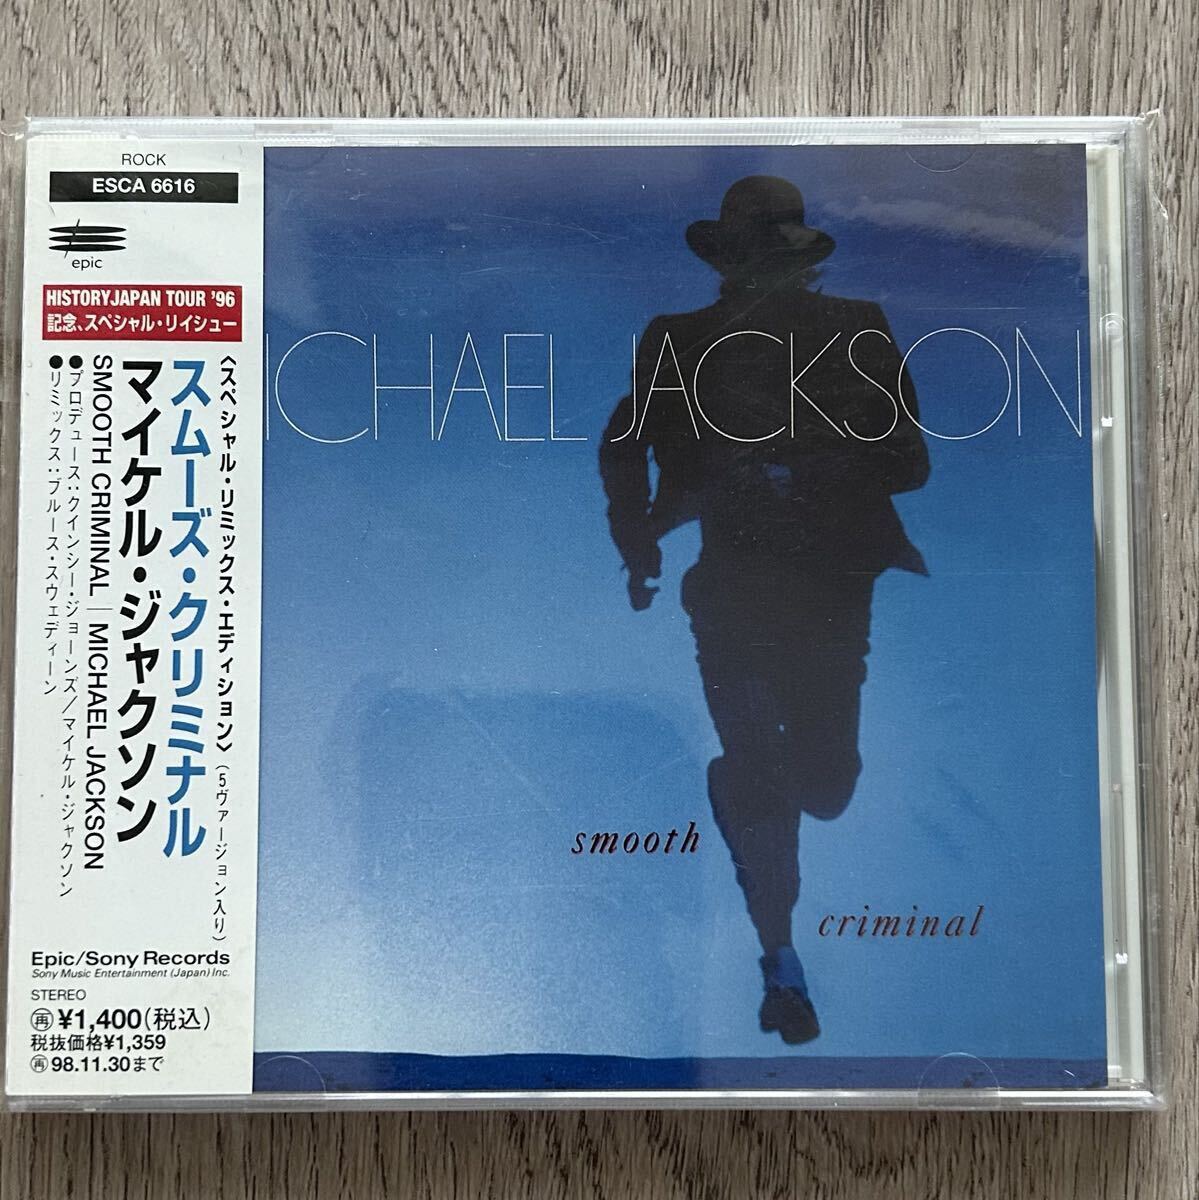 ROCK
ESCA 6616
epic
HISTORYJAPAN TOUR '96
記念、スペシャル・リイシュー
〈スペシャル・リミックス・エディション〉(5ヴァージョン入り)
スムーズ・クリミナル
マイケル・ジャクソン
SMOOTH CRIMINAL | MICHAEL JACKSON
●プロデュース:クインシー・ジョーンズ/マイケル・ジャクソン
●リミックス:ブルース・スウェディーン
Epic/Sony Records
Sony Music Entertainment (Japan) Inc.
STEREO
再¥1,400(税込)
税抜価格¥1,359
再98.11.30まで
ICHAEL JACKSON
smooth
criminal